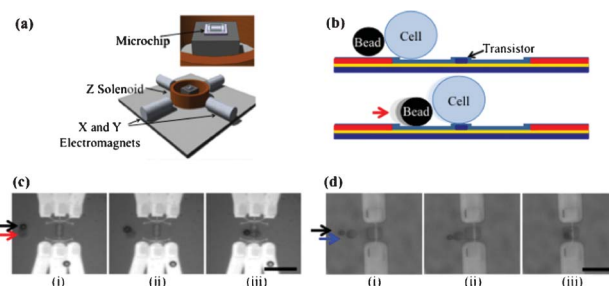 (a)
Microchip
Z Solenoid
X and Y
Electromagnets
(b)
Bead
Cell
Transistor
Bead
Cell
(c)
(i)
(ii)
(iii)
(d)
(i)
(ii)
(iii)